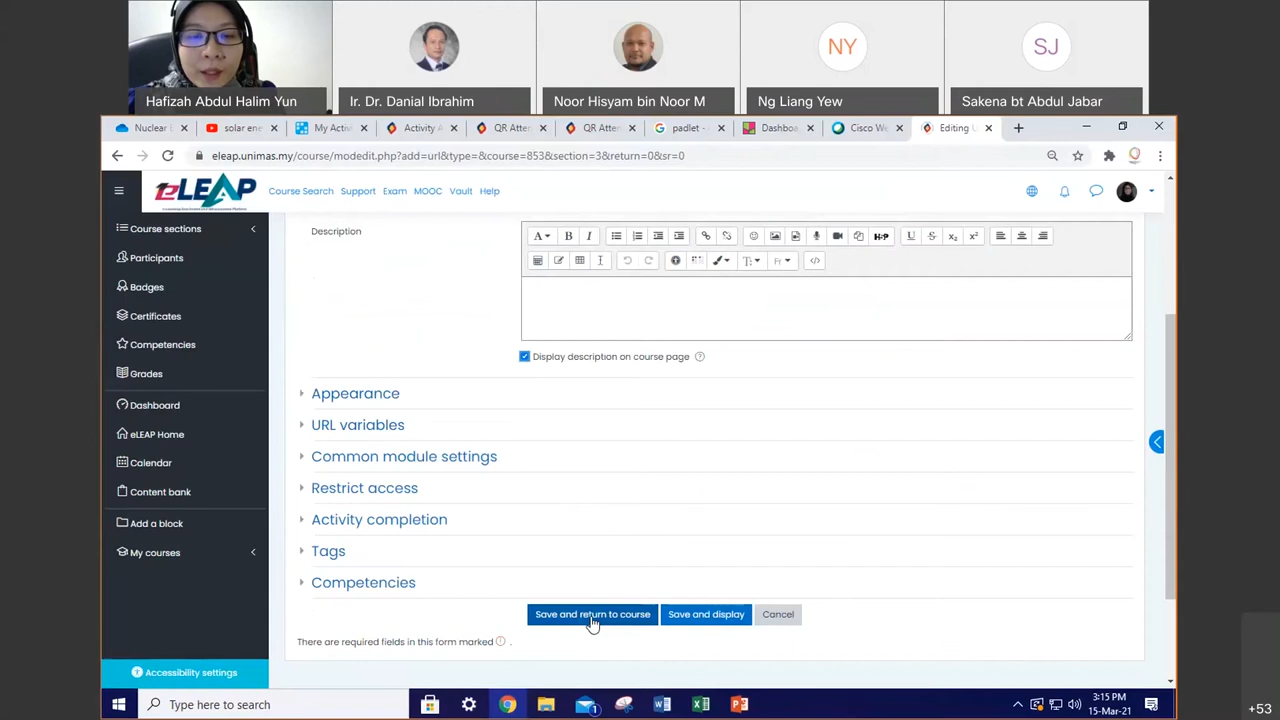 NY
SJ
Hafizah Abdul Halim Yun
Ir. Dr. Danial Ibrahim
Noor Hisyam bin Noor M
Ng Liang Yew
Sakena bt Abdul Jabar
Nuclear
solar ene
My Activ
Activity A
QR Atten
QR Atten
padlet -
Dashboa
Cisco We
Editing
eleap.unimas.my/course/modedit.php?add=url&type=&course=853&section=3&return=0&sr=0
eLEAP
Course Search
Support
Exam
MOOC
Vault
Help
Course sections
Participants
Badges
Certificates
Competencies
Grades
Dashboard
eLEAP Home
Calendar
Content bank
Add a block
My courses
Accessibility settings
Description
H-P
Display description on course page
Appearance
URL variables
Common module settings
Restrict access
Activity completion
Tags
Competencies
Save and return to course
Save and display
Cancel
There are required fields in this form marked .
Type here to search
1
3:15 PM
15-Mar-21
+53